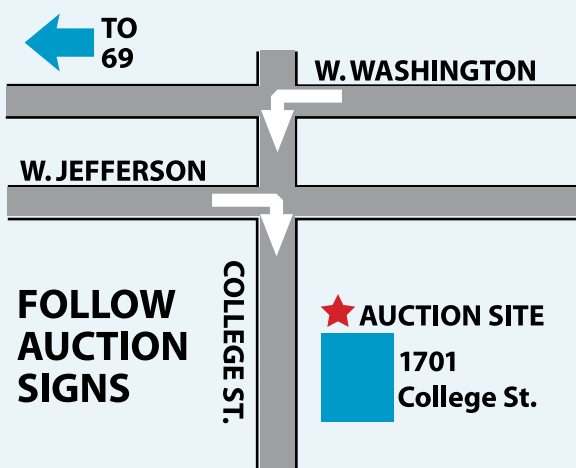 TO
69
W. WASHINGTON
W. JEFFERSON
COLLEGE ST.
FOLLOW
AUCTION
SIGNS
AUCTION SITE
1701
College St.